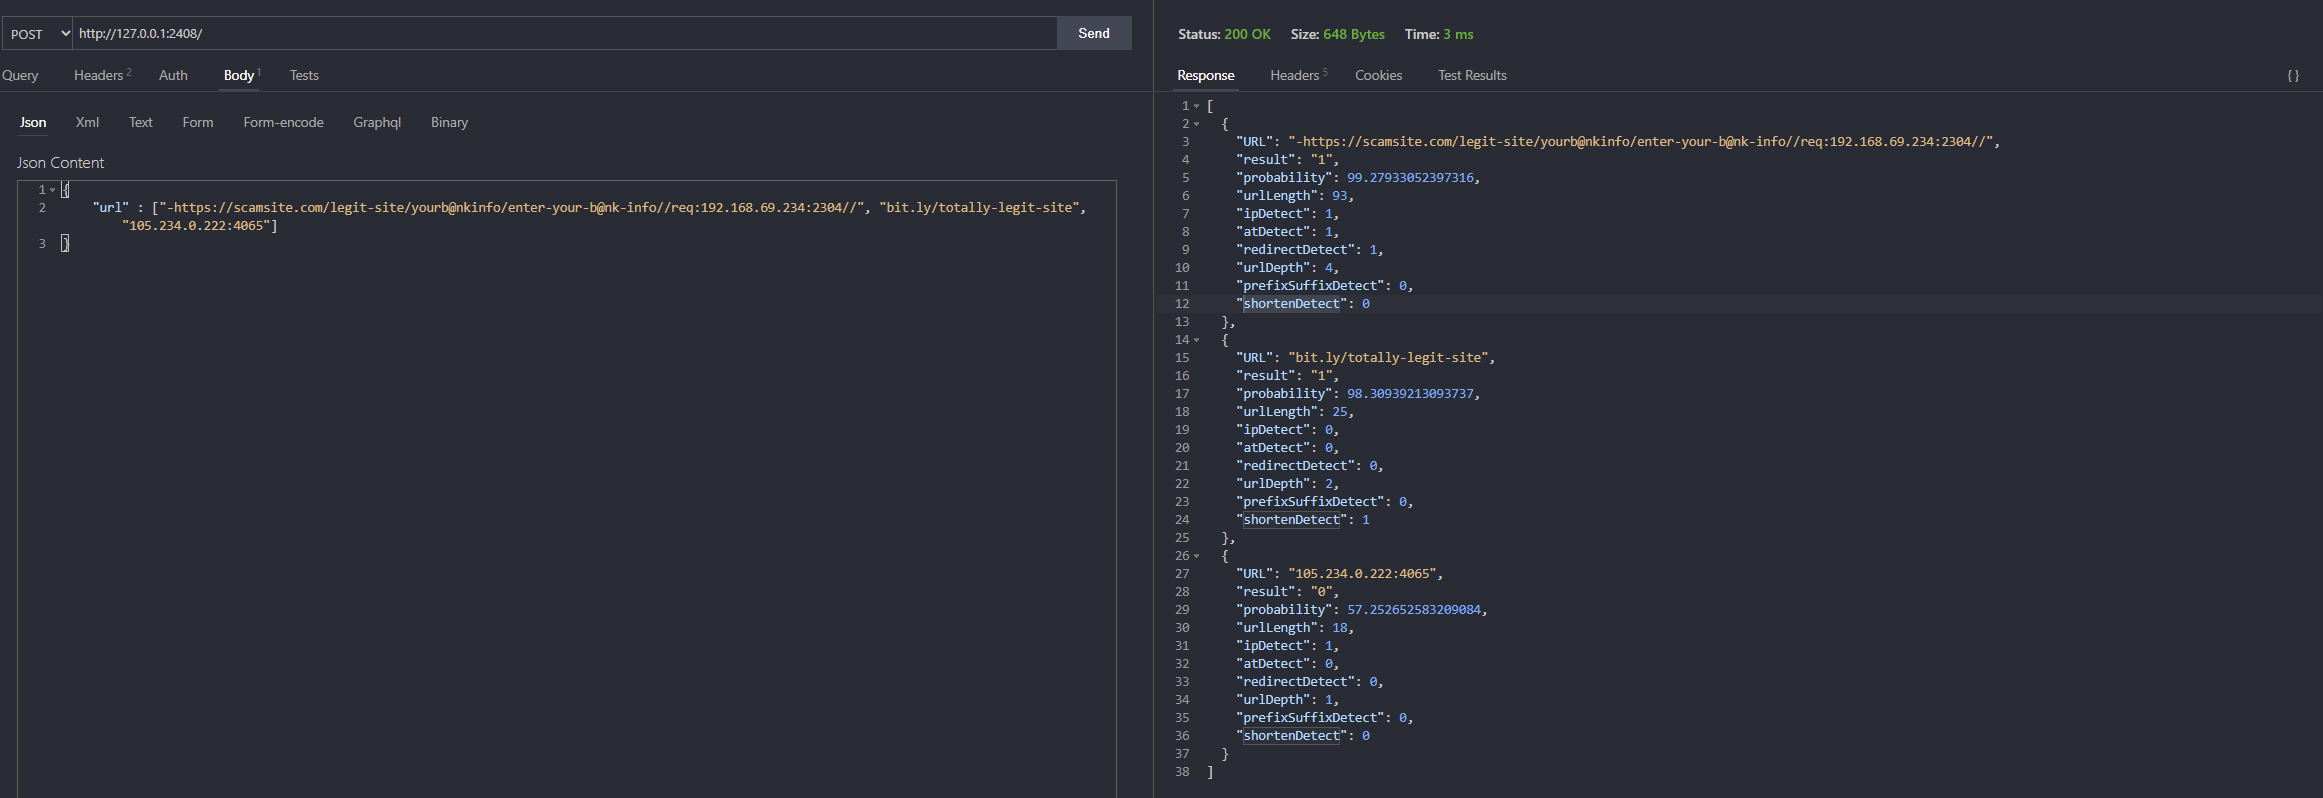 POST http://127.0.0.1:2408/ Send
Query Headers 2 Auth Body 1 Tests
Json Xml Text Form Form-encode Graphql Binary
Json Content
1 {
2 "url" : ["-https://scamsite.com/legit-site/yourb@nkinfo/enter-your-b@nk-info//req:192.168.69.234:2304//", "bit.ly/totally-legit-site",
"105.234.0.222:4065"]
3 }
Status: 200 OK Size: 648 Bytes Time: 3 ms
Response Headers 5 Cookies Test Results {}
1 [
2 {
3 "URL": "-https://scamsite.com/legit-site/yourb@nkinfo/enter-your-b@nk-info//req:192.168.69.234:2304//",
4 "result": "1",
5 "probability": 99.27933052397316,
6 "urlLength": 93,
7 "ipDetect": 1,
8 "atDetect": 1,
9 "redirectDetect": 1,
10 "urlDepth": 4,
11 "prefixSuffixDetect": 0,
12 "shortenDetect": 0
13 },
14 {
15 "URL": "bit.ly/totally-legit-site",
16 "result": "1",
17 "probability": 98.30939213093737,
18 "urlLength": 25,
19 "ipDetect": 0,
20 "atDetect": 0,
21 "redirectDetect": 0,
22 "urlDepth": 2,
23 "prefixSuffixDetect": 0,
24 "shortenDetect": 1
25 },
26 {
27 "URL": "105.234.0.222:4065",
28 "result": "0",
29 "probability": 57.252652583209084,
30 "urlLength": 18,
31 "ipDetect": 1,
32 "atDetect": 0,
33 "redirectDetect": 0,
34 "urlDepth": 1,
35 "prefixSuffixDetect": 0,
36 "shortenDetect": 0
37 }
38 ]